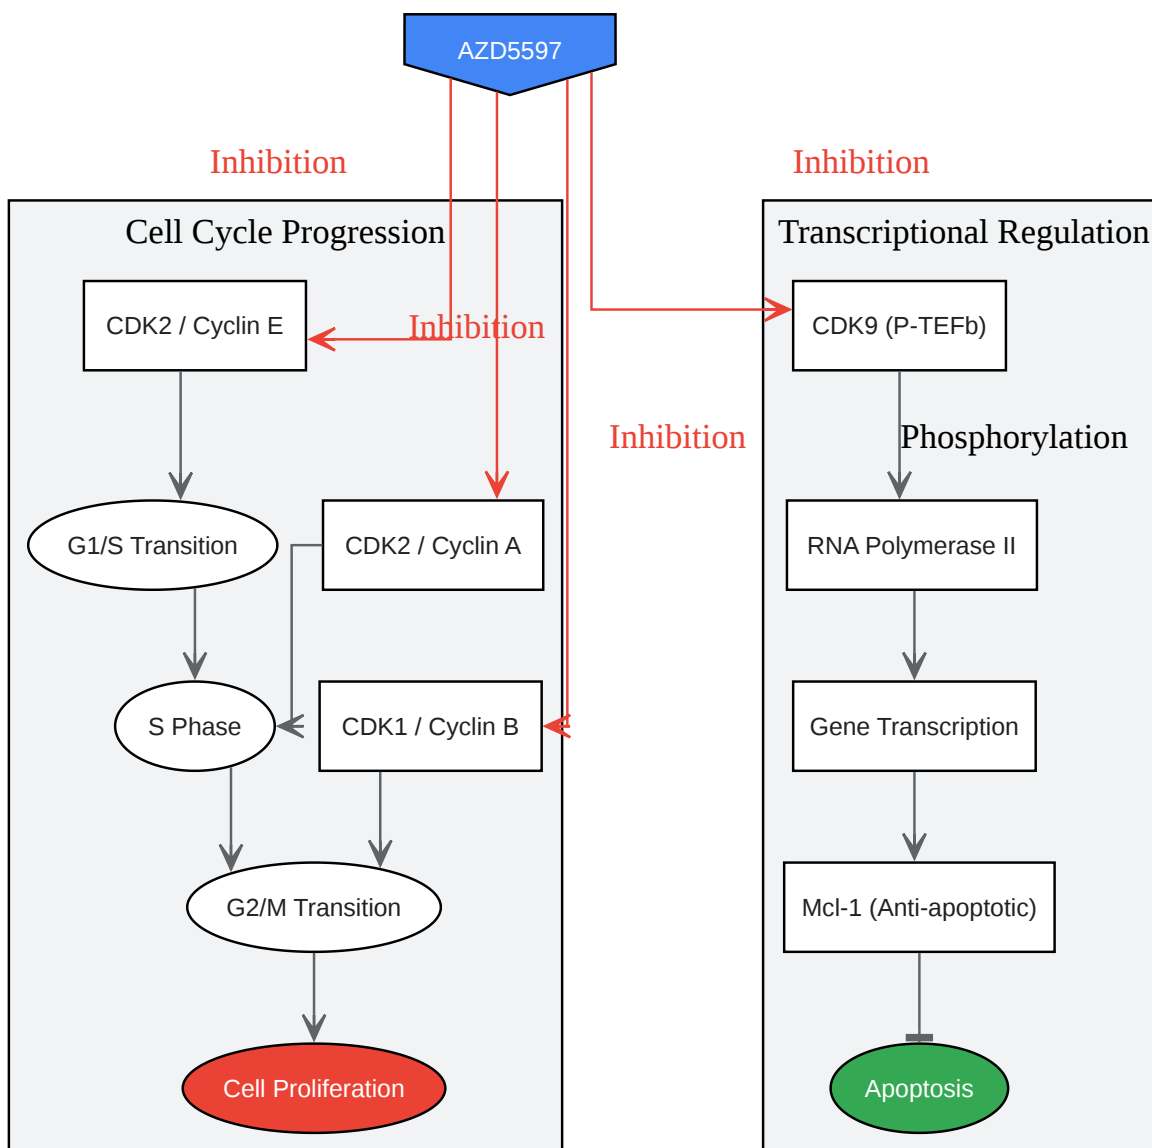 AZD5597
Inhibition
Inhibition
Cell Cycle Progression
Transcriptional Regulation
CDK2 / Cyclin E
Inhibition
CDK9 (P-TEFb)
Inhibition
Phosphorylation
G1/S Transition
CDK2 / Cyclin A
RNA Polymerase II
S Phase
CDK1 / Cyclin B
Gene Transcription
G2/M Transition
Mcl-1 (Anti-apoptotic)
Cell Proliferation
Apoptosis